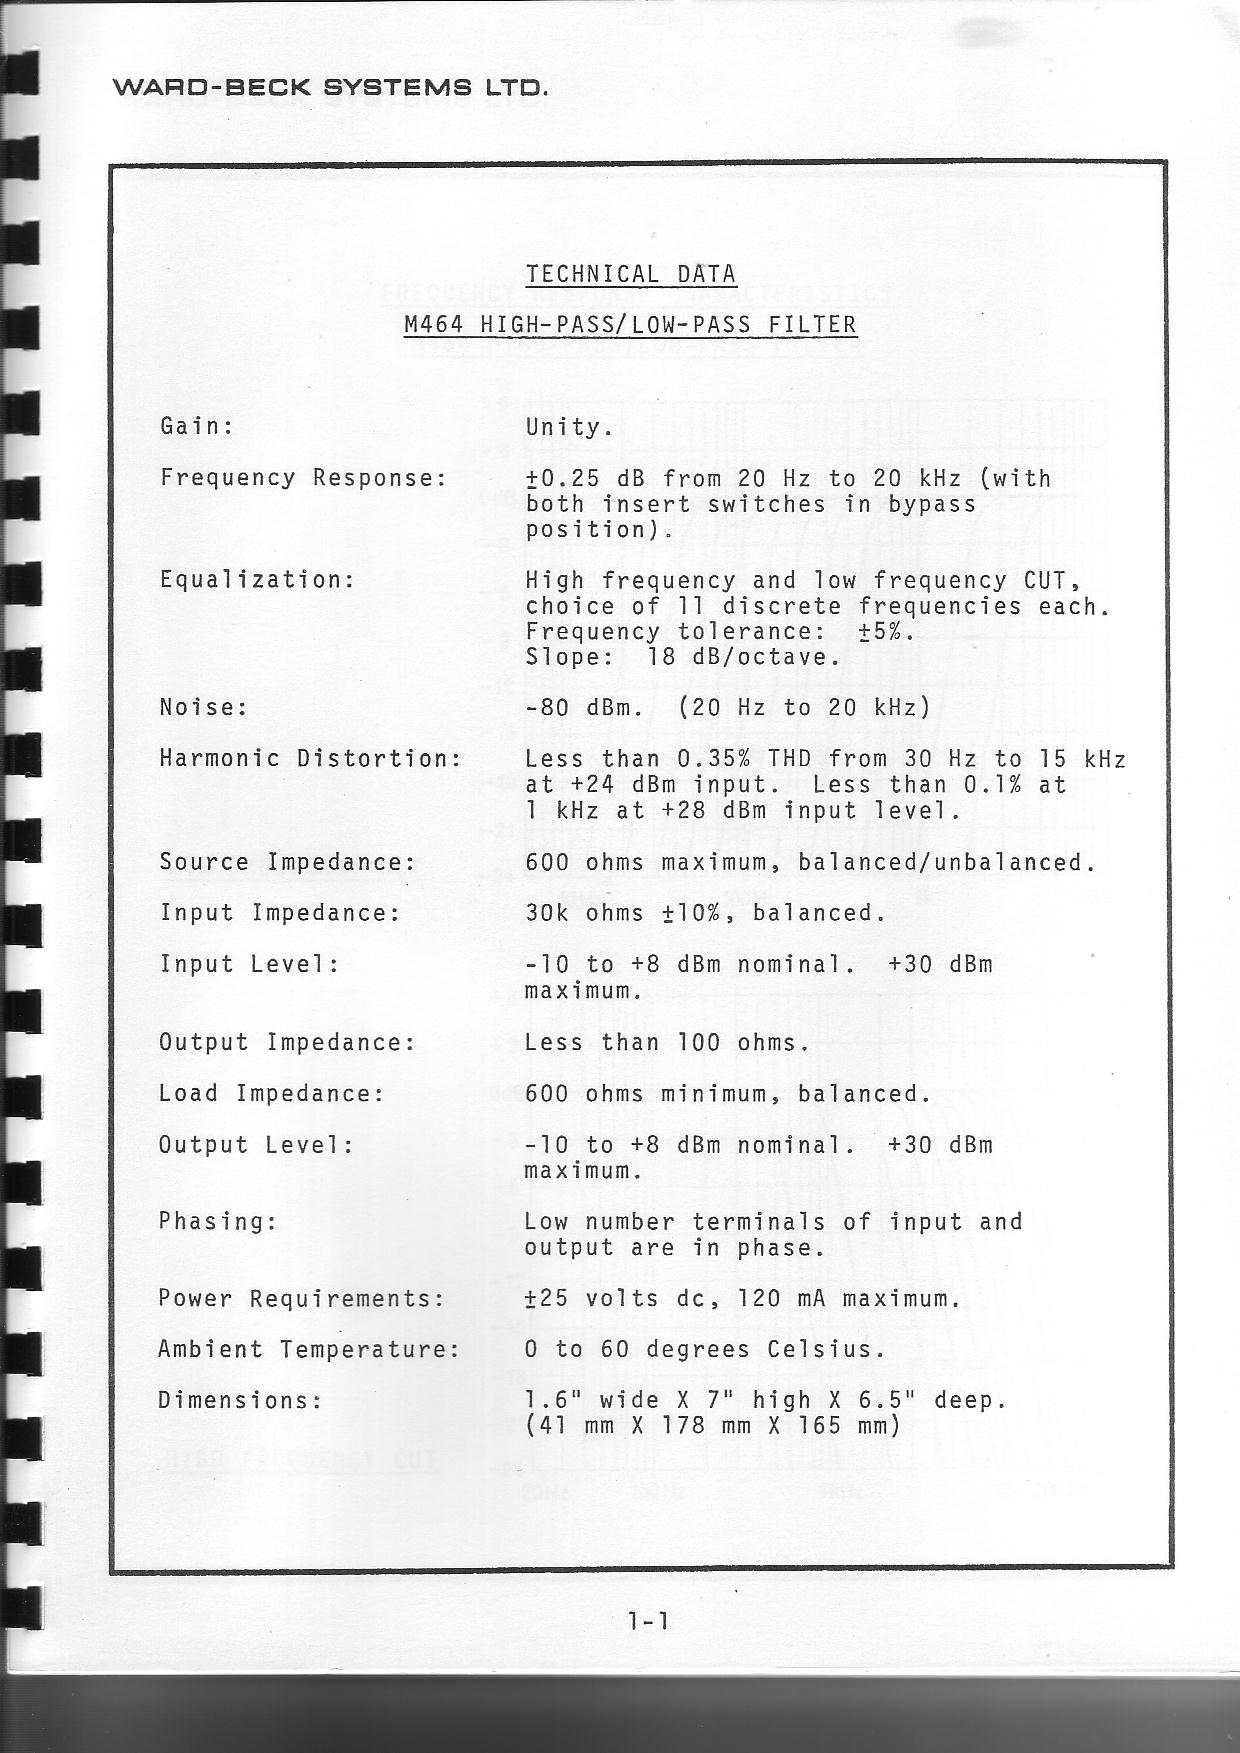 WARD-BECK SYSTEMS LTD.
TECHNICAL DATA
M464 HIGH-PASS/LOW-PASS FILTER
Gain: Unity.
Frequency Response: ±0.25 dB from 20 Hz to 20 kHz (with
both insert switches in bypass
position).
Equalization: High frequency and low frequency CUT,
choice of 11 discrete frequencies each.
Frequency tolerance: ±5%.
Slope: 18 dB/octave.
Noise: -80 dBm. (20 Hz to 20 kHz)
Harmonic Distortion: Less than 0.35% THD from 30 Hz to 15 kHz
at +24 dBm input. Less than 0.1% at
1 kHz at +28 dBm input level.
Source Impedance: 600 ohms maximum, balanced/unbalanced.
Input Impedance: 30k ohms ±10%, balanced.
Input Level: -10 to +8 dBm nominal. +30 dBm
maximum.
Output Impedance: Less than 100 ohms.
Load Impedance: 600 ohms minimum, balanced.
Output Level: -10 to +8 dBm nominal. +30 dBm
maximum.
Phasing: Low number terminals of input and
output are in phase.
Power Requirements: ±25 volts dc, 120 mA maximum.
Ambient Temperature: 0 to 60 degrees Celsius.
Dimensions: 1.6" wide X 7" high X 6.5" deep.
(41 mm X 178 mm X 165 mm)
1-1